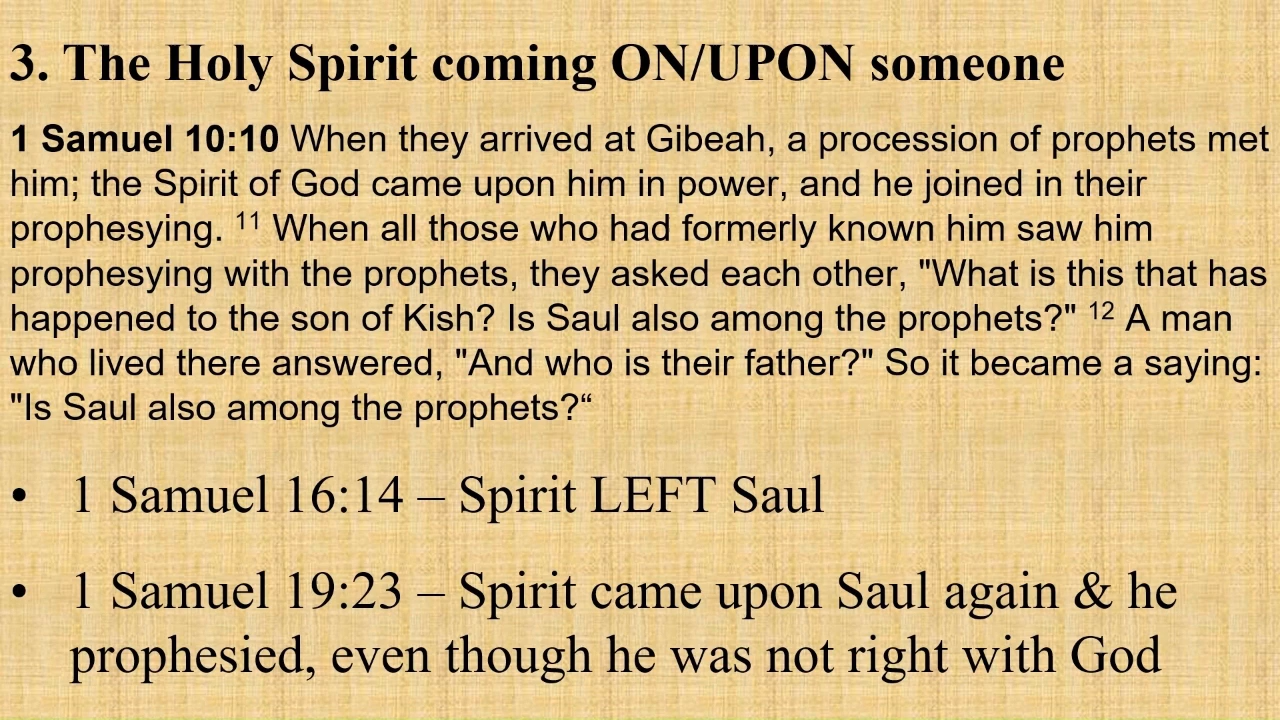 3. The Holy Spirit coming ON/UPON someone
1 Samuel 10:10 When they arrived at Gibeah, a procession of prophets met
him; the Spirit of God came upon him in power, and he joined in their
prophesying. 11 When all those who had formerly known him saw him
prophesying with the prophets, they asked each other, "What is this that has
happened to the son of Kish? Is Saul also among the prophets?" 12 A man
who lived there answered, "And who is their father?" So it became a saying:
"Is Saul also among the prophets?“
• 1 Samuel 16:14 – Spirit LEFT Saul
• 1 Samuel 19:23 – Spirit came upon Saul again & he
prophesied, even though he was not right with God